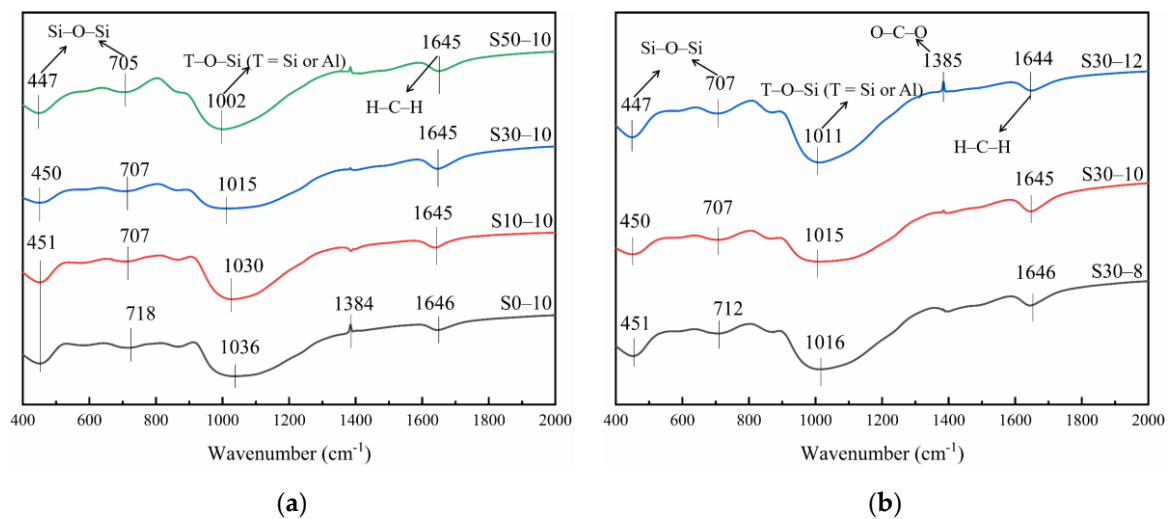 Si–O–Si
447
705
T–O–Si (T = Si or Al)
1002
1645
S50–10
H–C–H
450
707
1015
1645
S30–10
451
707
1030
1645
S10–10
718
1036
1384
1646
S0–10
400 600 800 1000 1200 1400 1600 1800 2000
Wavenumber (cm⁻¹)
(a)
Si–O–Si
447
707
T–O–Si (T = Si or Al)
1011
O–C–O
1385
1644
S30–12
H–C–H
450
707
1015
1645
S30–10
451
712
1016
1646
S30–8
400 600 800 1000 1200 1400 1600 1800 2000
Wavenumber (cm⁻¹)
(b)